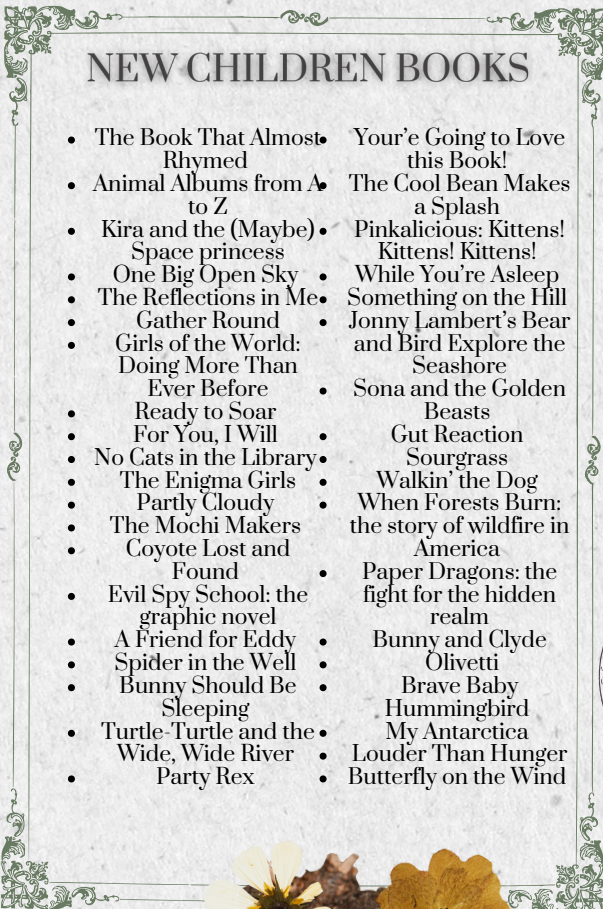 NEW CHILDREN BOOKS
• The Book That Almost
Rhymed
• Animal Albums from A
to Z
• Kira and the (Maybe)
Space princess
• One Big Open Sky
• The Reflections in Me
• Gather Round
• Girls of the World:
Doing More Than
Ever Before
• Ready to Soar
• For You, I Will
• No Cats in the Library
• The Enigma Girls
• Partly Cloudy
• The Mochi Makers
• Coyote Lost and
Found
• Evil Spy School: the
graphic novel
• A Friend for Eddy
• Spider in the Well
• Bunny Should Be
Sleeping
• Turtle-Turtle and the
Wide, Wide River
• Party Rex
• Your'e Going to Love
this Book!
• The Cool Bean Makes
a Splash
• Pinkalicious: Kittens!
Kittens! Kittens!
• While You're Asleep
• Something on the Hill
• Jonny Lambert's Bear
and Bird Explore the
Seashore
• Sona and the Golden
Beasts
• Gut Reaction
• Sourgrass
• Walkin' the Dog
• When Forests Burn:
the story of wildfire in
America
• Paper Dragons: the
fight for the hidden
realm
• Bunny and Clyde
• Olivetti
• Brave Baby
Hummingbird
• My Antarctica
• Louder Than Hunger
• Butterfly on the Wind